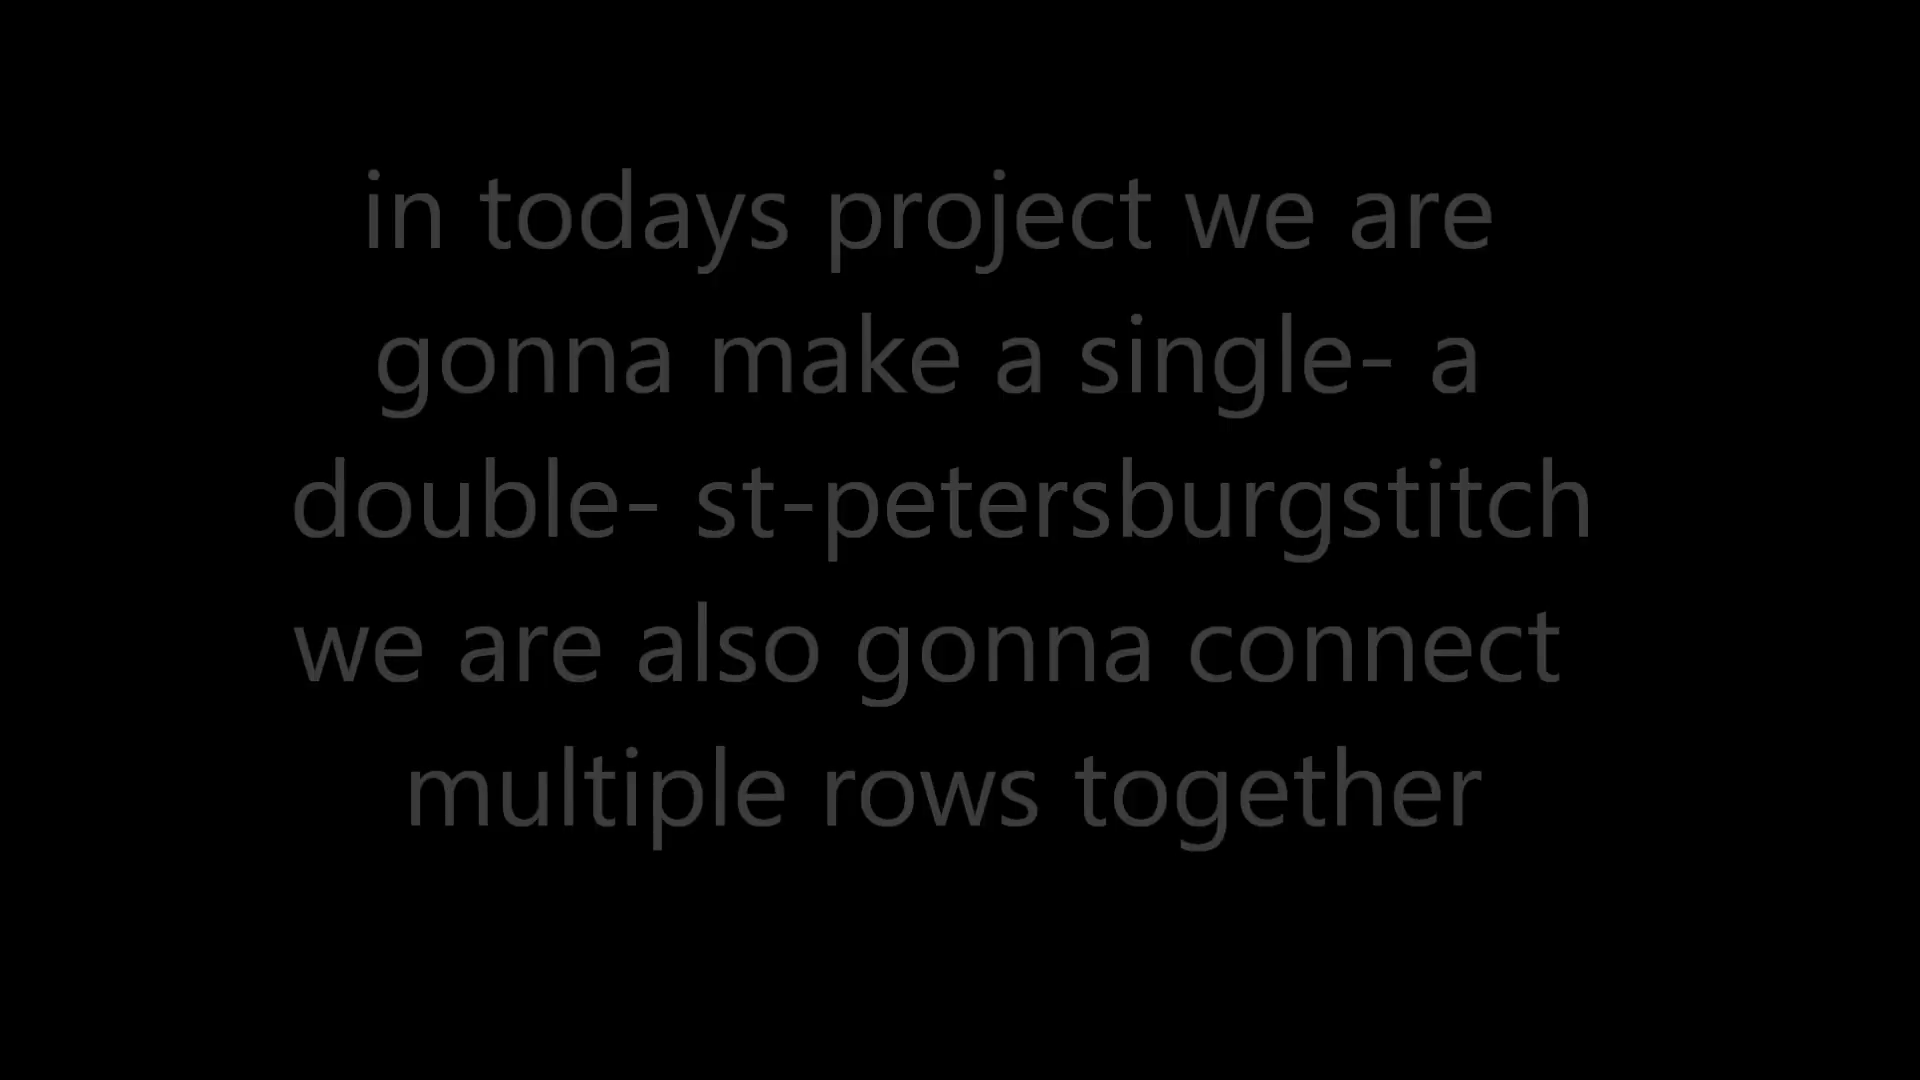 in todays project we are
gonna make a single- a
double- st-petersburgstitch
we are also gonna connect
multiple rows together